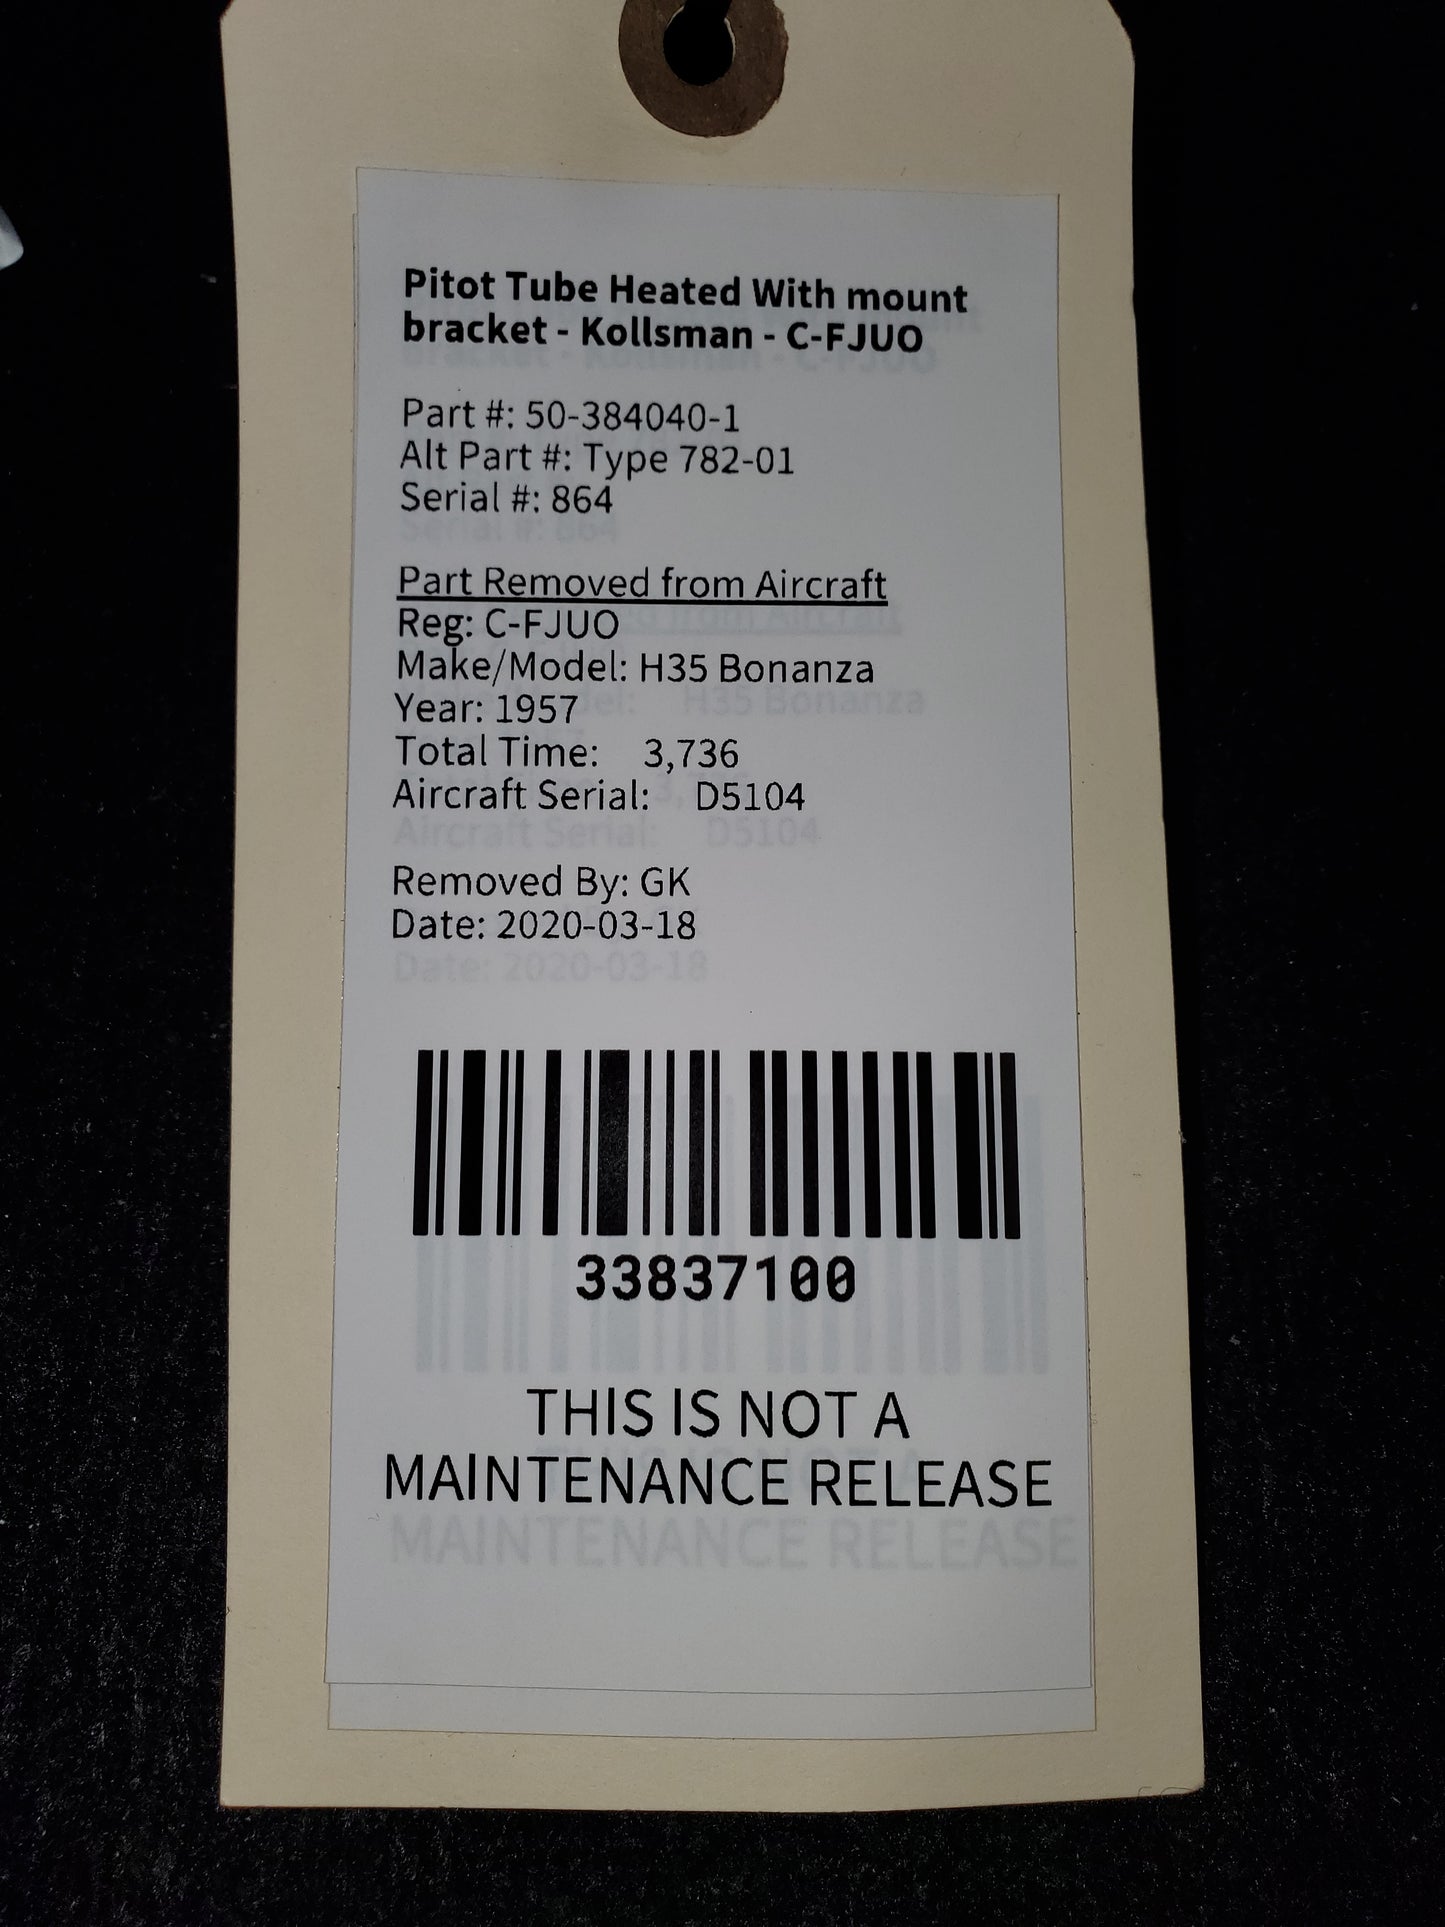 Pitot Tube Heated With mount
bracket - Kollsman - C-FJUO
Part #: 50-384040-1
Alt Part #: Type 782-01
Serial #: 864
Part Removed from Aircraft
Reg: C-FJUO
Make/Model: H35 Bonanza
Year: 1957
Total Time: 3,736
Aircraft Serial: D5104
Removed By: GK
Date: 2020-03-18
33837100
THIS IS NOT A
MAINTENANCE RELEASE